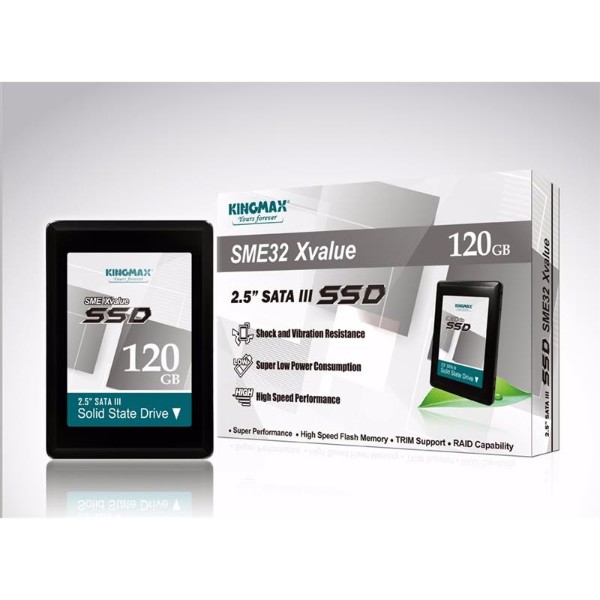 KINGMAX®
Yours forever
SME Xvalue
SSD
120
GB
2.5" SATA III
Solid State Drive ▼
KINGMAX®
Yours forever
SME32 Xvalue
120GB
2.5" SATA III SSD
Shock and Vibration Resistance
LOW
Super Low Power Consumption
HIGH
High Speed Performance
• Super Performance • High Speed Flash Memory • TRIM Support • RAID Capability
KINGMAX
SSD
2.5" SATA III
Solid State Drive ▼
2.5" SATA III SSD SME32 Xvalue